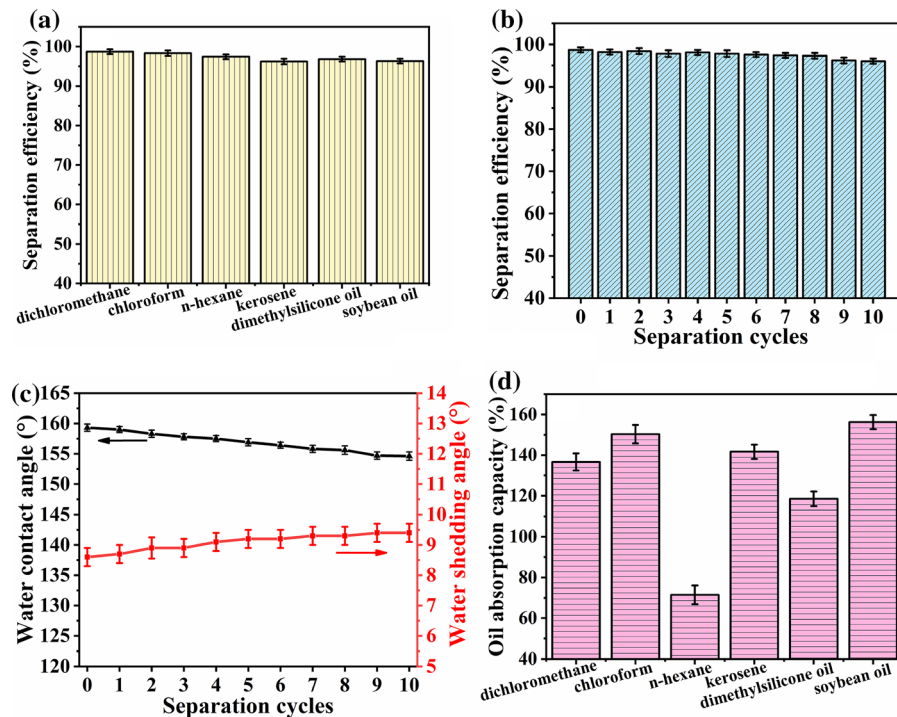 (a)
Separation efficiency (%)
100
90
80
70
60
50
40
dichloromethane
chloroform
n-hexane
kerosene
dimethylsilicone oil
soybean oil
(b)
Separation efficiency (%)
100
90
80
70
60
50
40
0 1 2 3 4 5 6 7 8 9 10
Separation cycles
(c)
Water contact angle (°)
165
160
155
150
145
140
135
130
125
120
14
13
12
11
10
9
8
7
6
5
Water shedding angle (°)
0 1 2 3 4 5 6 7 8 9 10
Separation cycles
(d)
Oil absorption capacity (%)
160
140
120
100
80
60
40
dichloromethane
chloroform
n-hexane
kerosene
dimethylsilicone oil
soybean oil